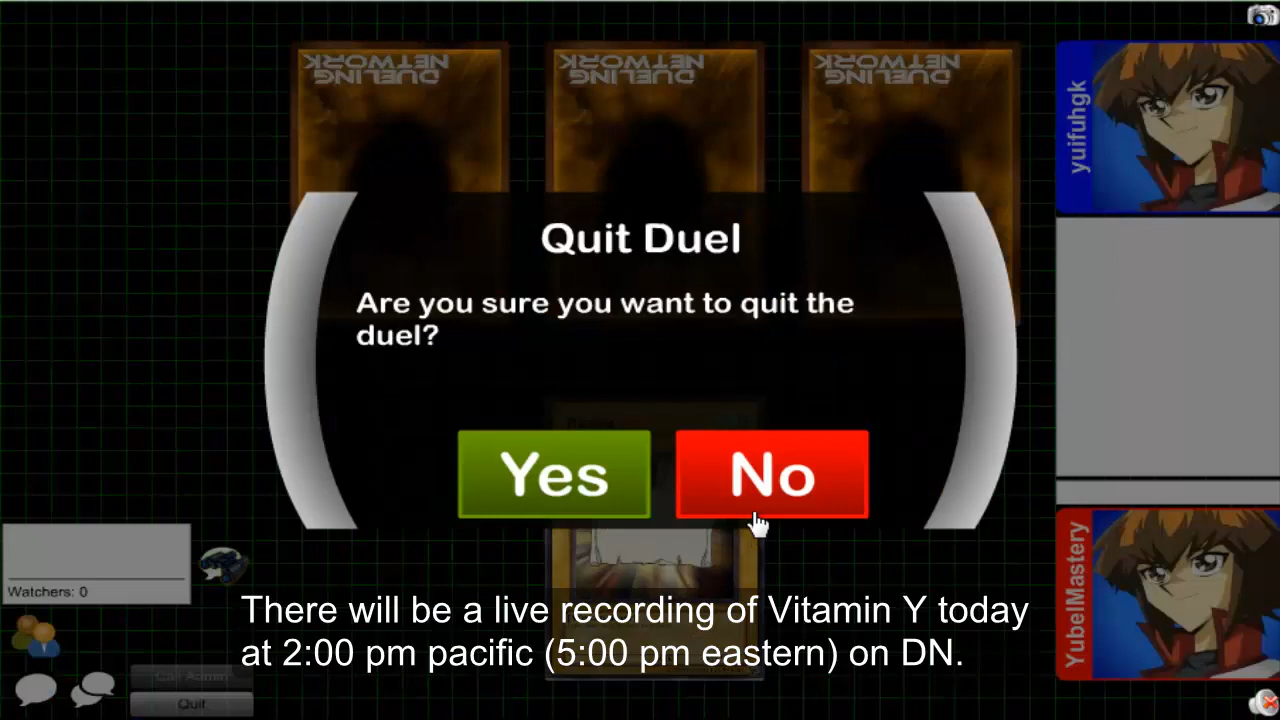 DUELING
NETWORK
DUELING
NETWORK
DUELING
NETWORK
yuifuhgk
Quit Duel
Are you sure you want to quit the
duel?
Yes
No
Watchers: 0
YubelMastery
There will be a live recording of Vitamin Y today
at 2:00 pm pacific (5:00 pm eastern) on DN.
Call Admin
Quit